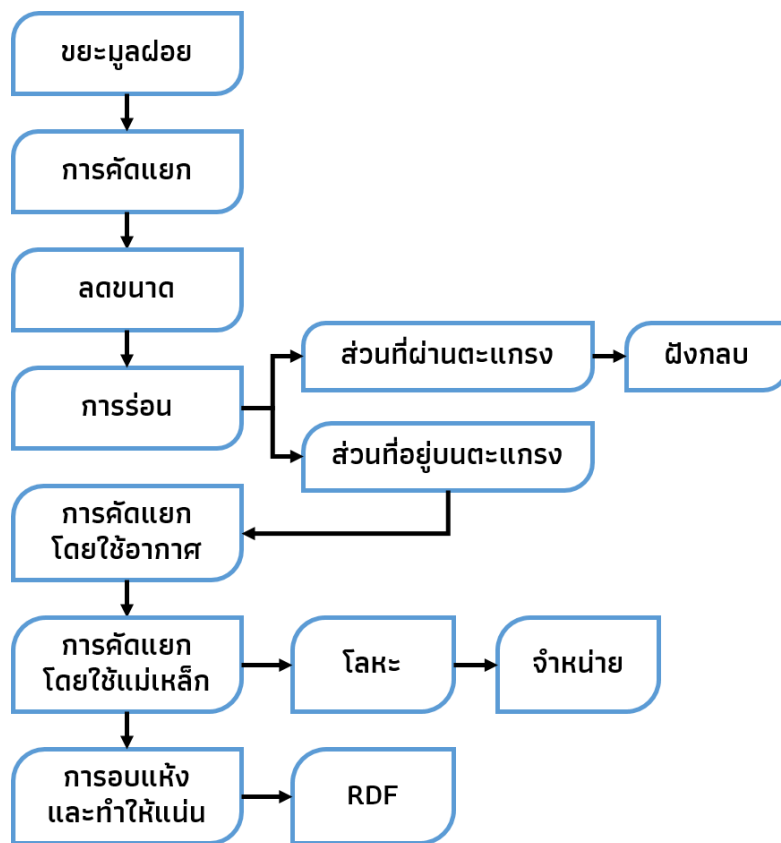 ขยะมูลฝอย
การคัดแยก
ลดขนาด
การร่อน
ส่วนที่ผ่านตะแกรง
ฝังกลบ
ส่วนที่อยู่บนตะแกรง
การคัดแยก
โดยใช้อากาศ
การคัดแยก
โดยใช้แม่เหล็ก
โลหะ
จำหน่าย
การอบแห้ง
และทำให้แน่น
RDF